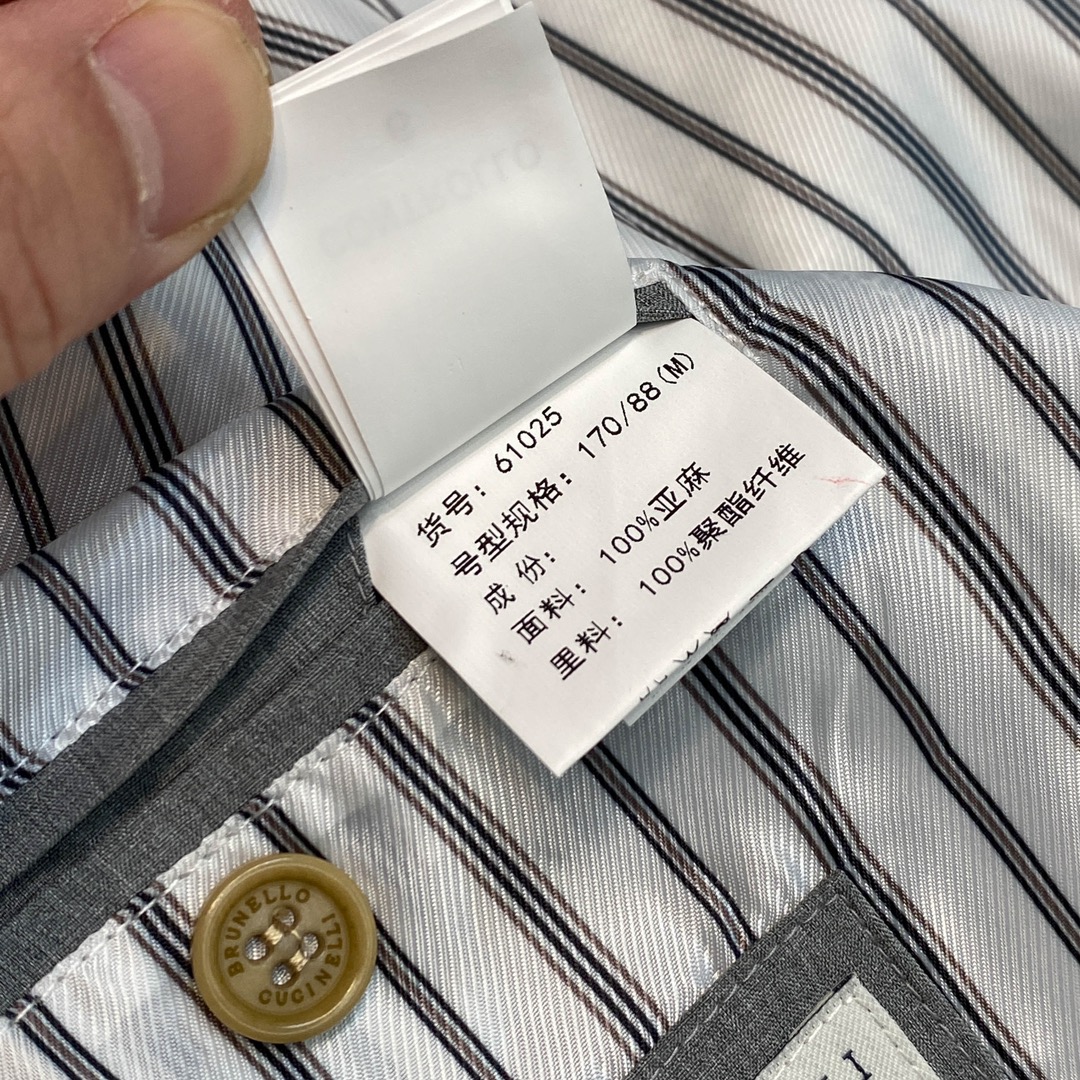 货号: 61025
号型规格: 170/88(M)
成 份:
面料: 100%亚麻
里料: 100%聚酯纤维
BRUNELLO
CUCINELLI